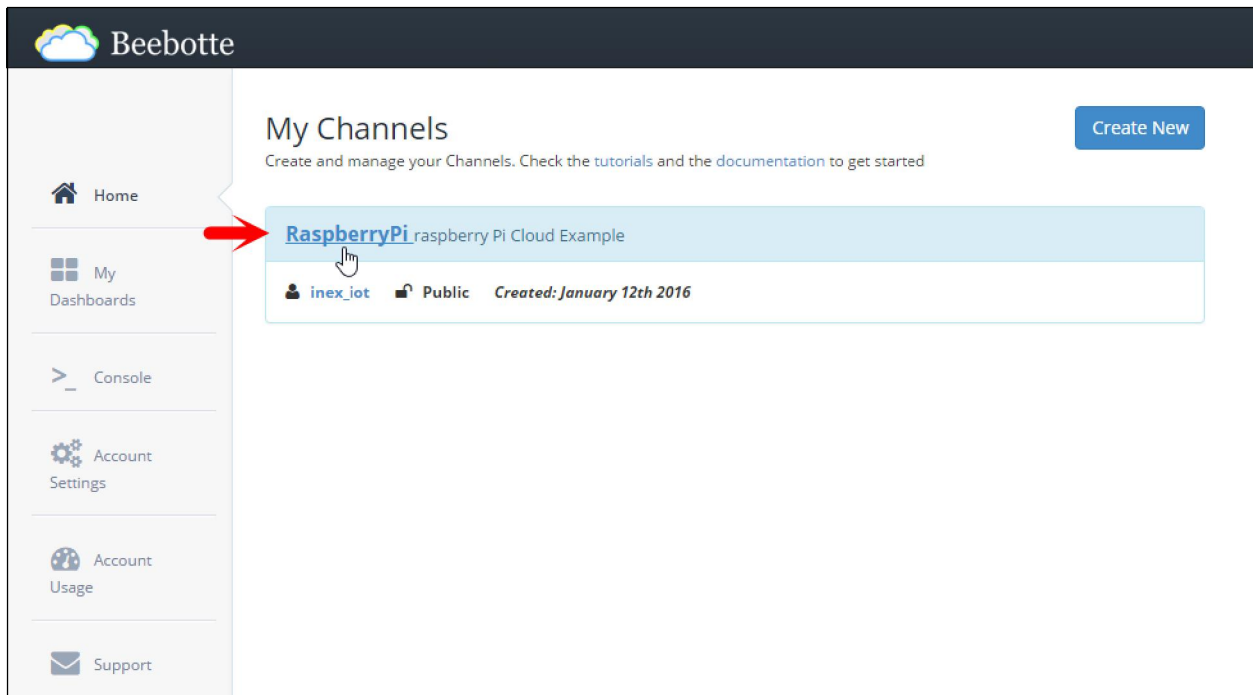 Beebotte
My Channels
Create New
Create and manage your Channels. Check the tutorials and the documentation to get started
Home
RaspberryPi raspberry Pi Cloud Example
inex_iot Public Created: January 12th 2016
My
Dashboards
Console
Account
Settings
Account
Usage
Support